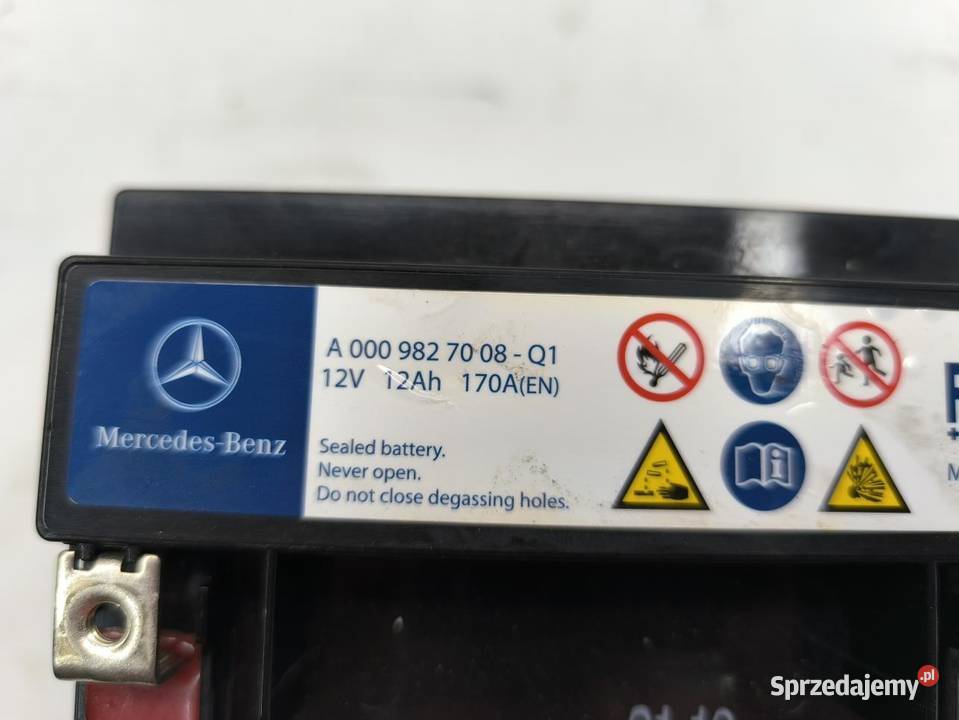 A 000 982 70 08 - Q1
12V 12Ah 170A(EN)
Mercedes-Benz
Sealed battery.
Never open.
Do not close degassing holes.
Sprzedajemy.pl